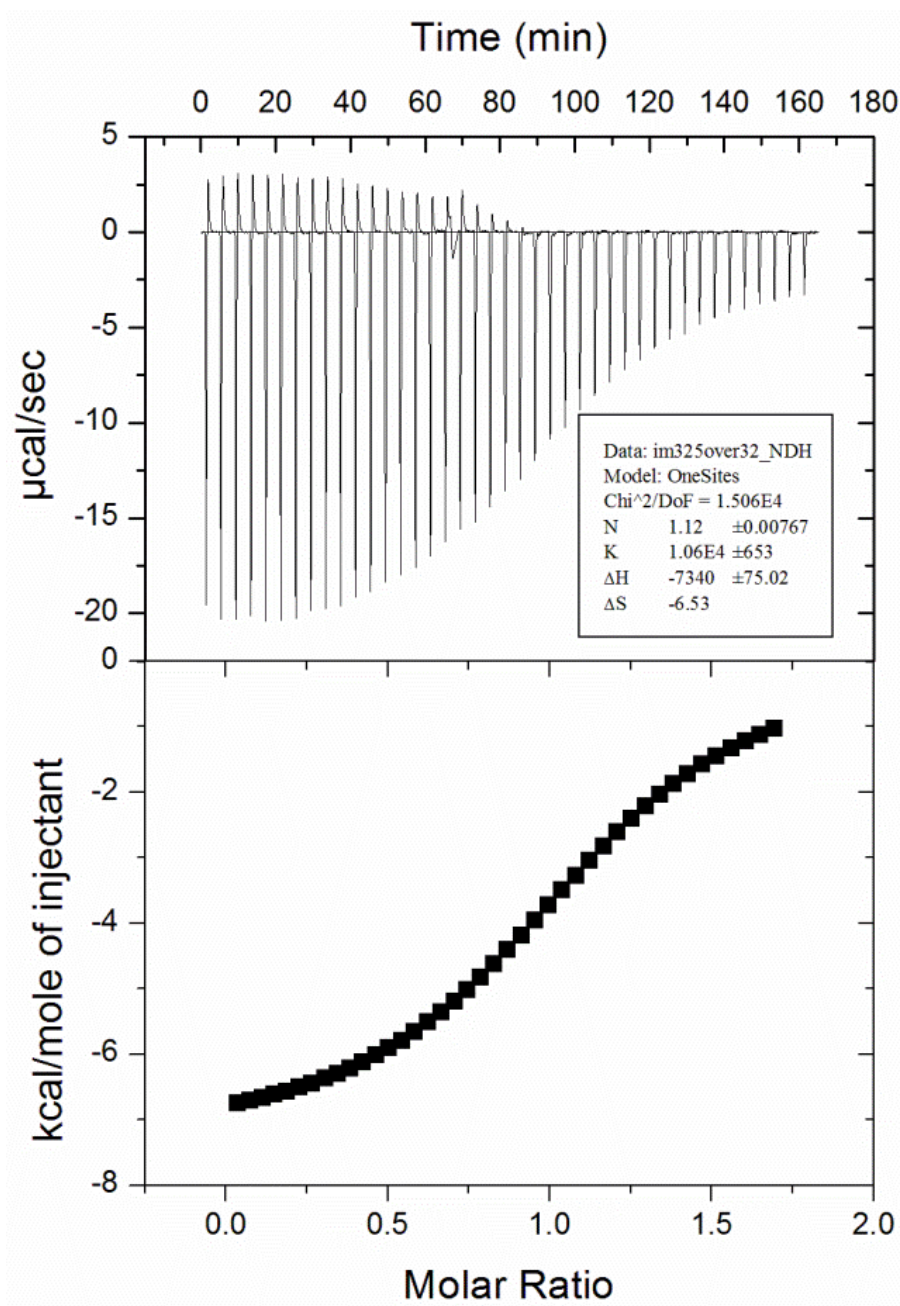 Time (min)
0 20 40 60 80 100 120 140 160 180
5
0
-5
-10
-15
-20
µcal/sec
Data: im325over32_NDH
Model: OneSites
Chi^2/DoF = 1.506E4
N 1.12 ±0.00767
K 1.06E4 ±653
ΔH -7340 ±75.02
ΔS -6.53
0
-2
-4
-6
-8
kcal/mole of injectant
0.0 0.5 1.0 1.5 2.0
Molar Ratio